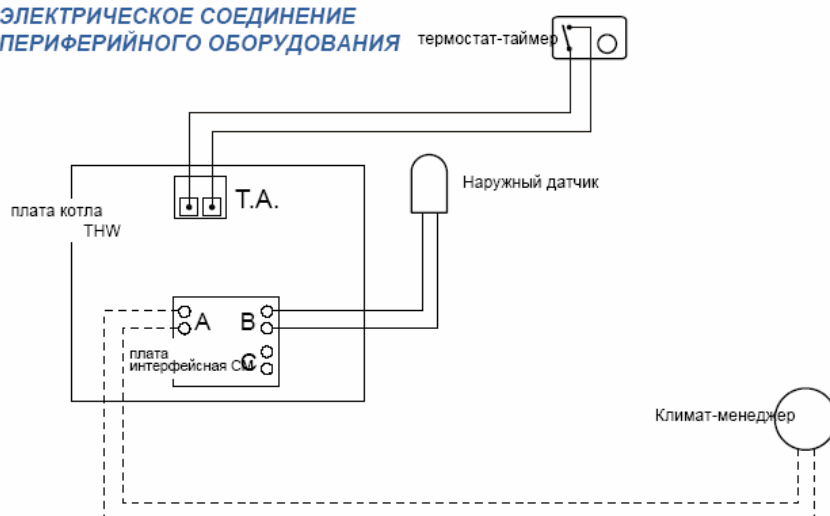 ЭЛЕКТРИЧЕСКОЕ СОЕДИНЕНИЕ
ПЕРИФЕРИЙНОГО ОБОРУДОВАНИЯ
термостат-таймер
Наружный датчик
T.A.
плата котла
THW
A
B
C
плата
интерфейсная СМ
Климат-менеджер